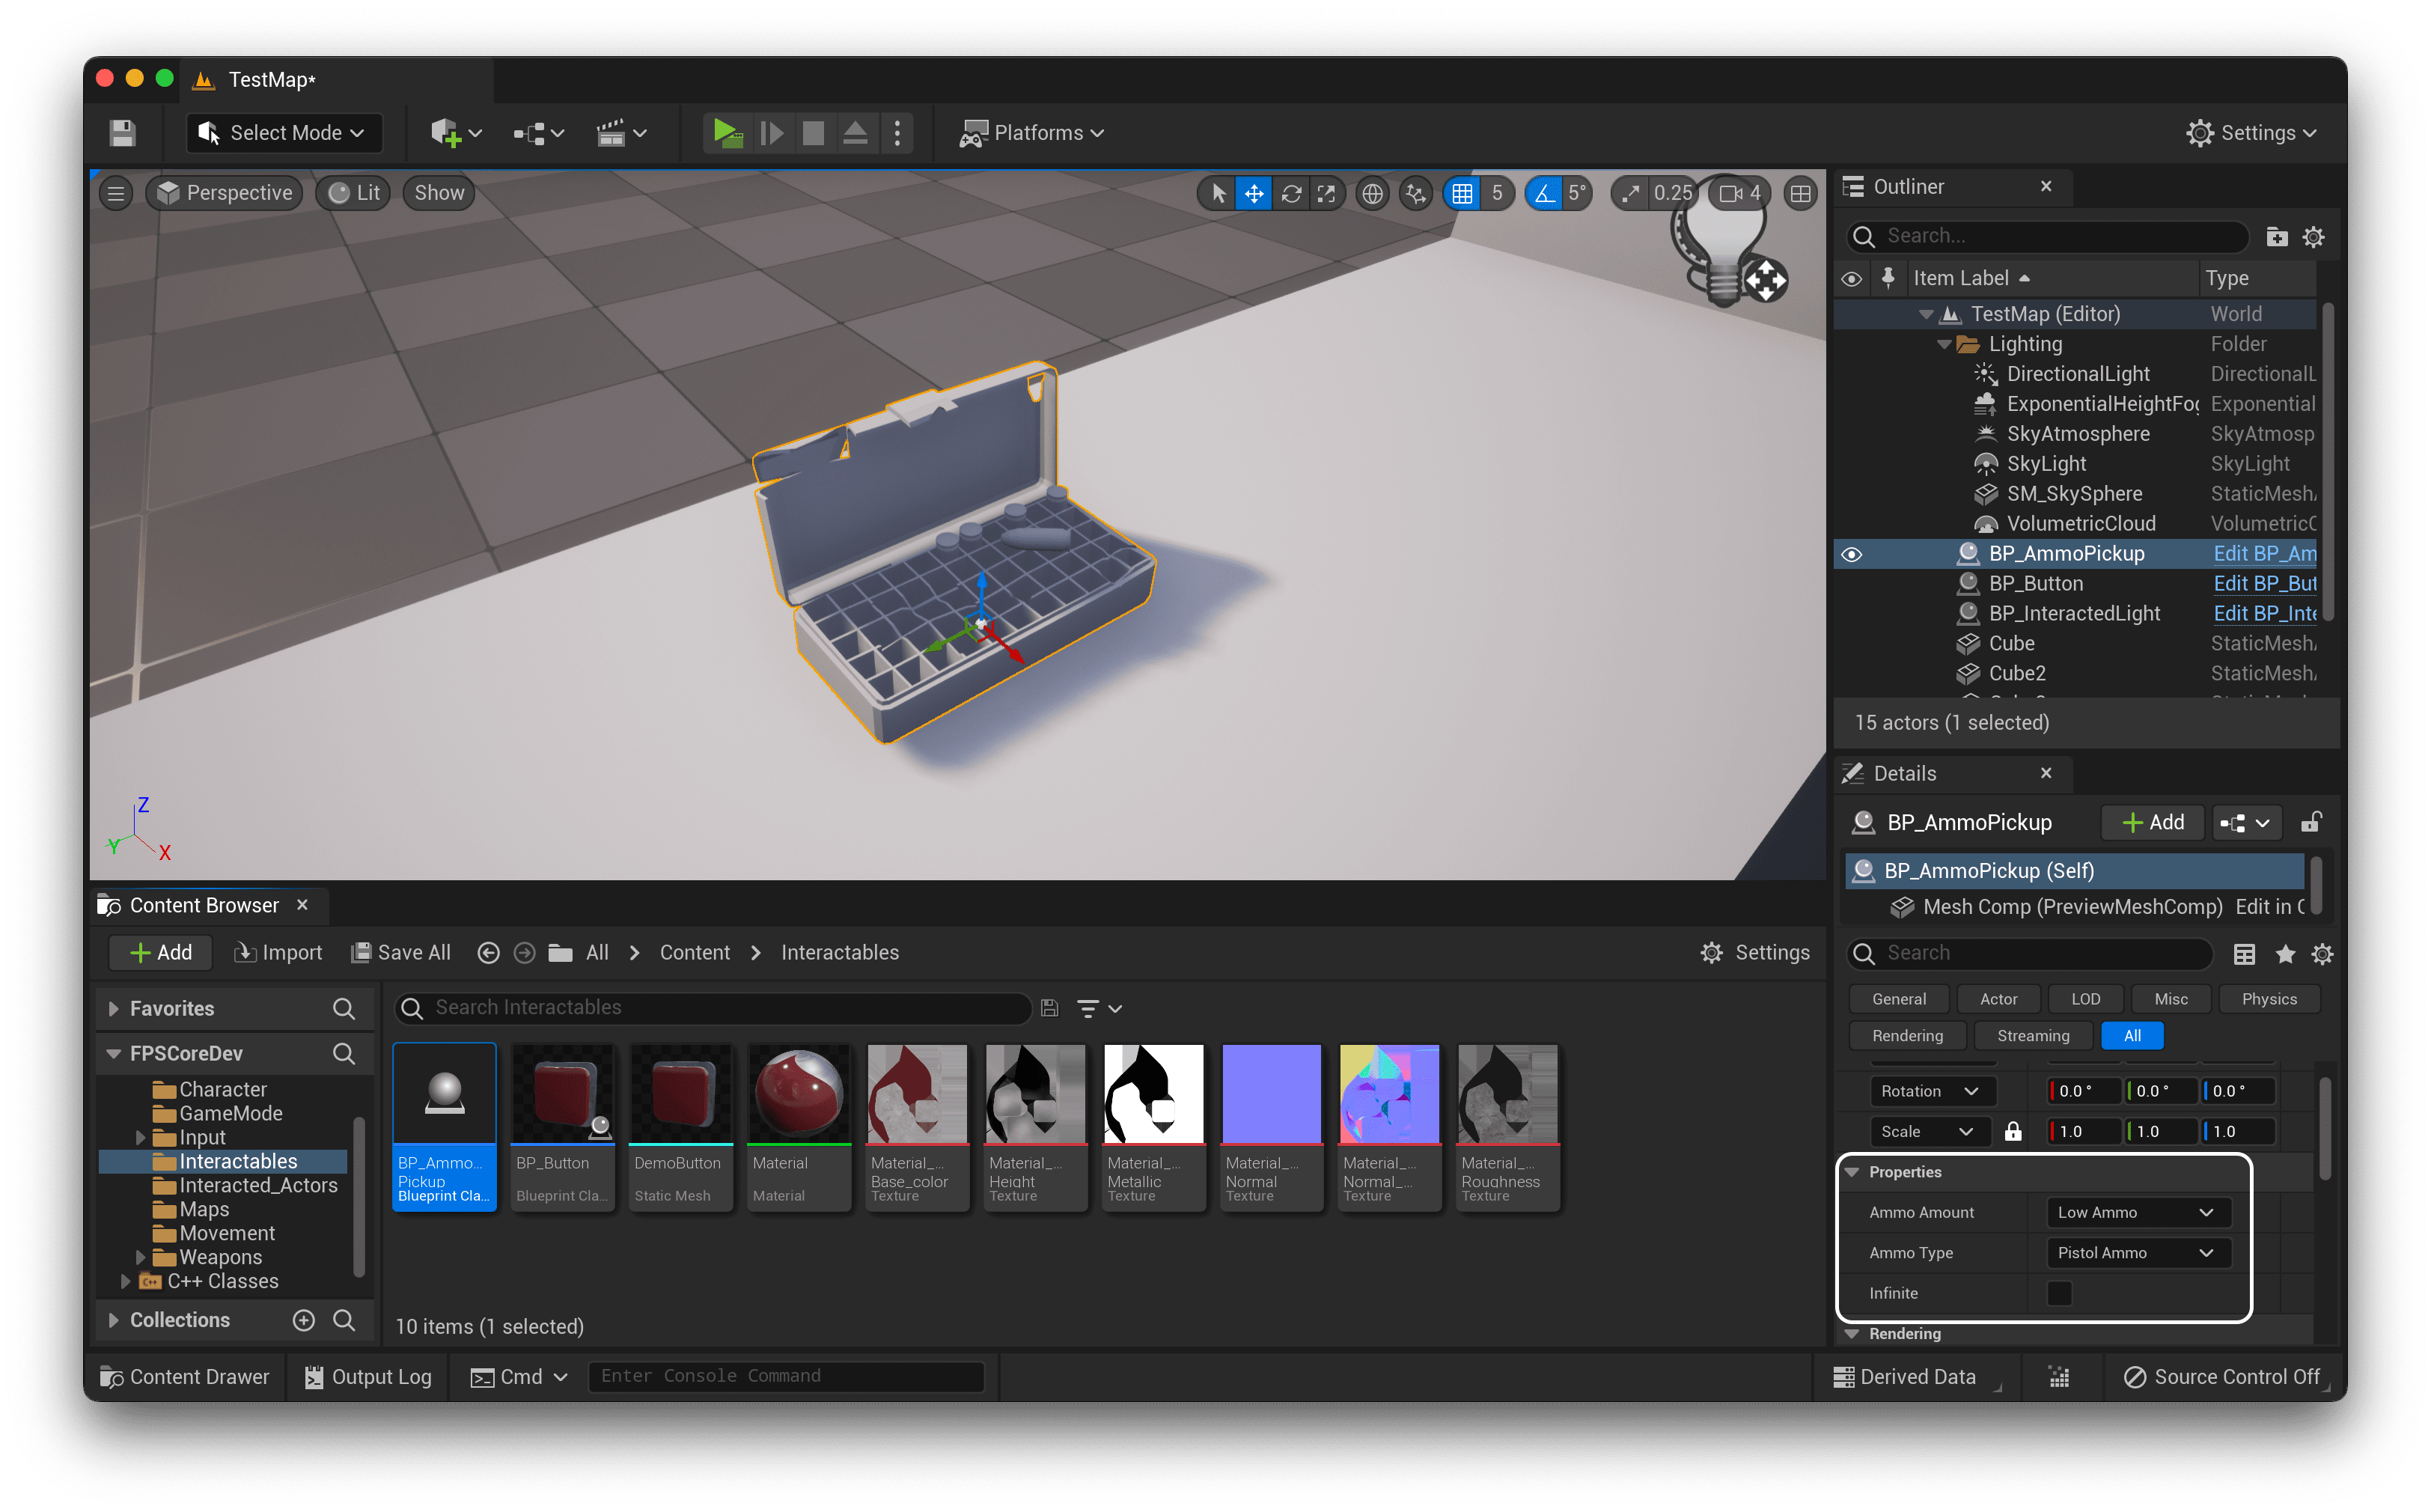 TestMap*
Select Mode
Platforms
Settings
Perspective
Lit
Show
5
5°
0.25
4
Z
Y
X
Outliner
Search...
Item Label
Type
TestMap (Editor) World
Lighting Folder
DirectionalLight DirectionalL
ExponentialHeightFog Exponential
SkyAtmosphere SkyAtmosp
SkyLight SkyLight
SM_SkySphere StaticMesh
VolumetricCloud VolumetricC
BP_AmmoPickup Edit BP_Am
BP_Button Edit BP_But
BP_InteractedLight Edit BP_Inte
Cube StaticMesh
Cube2 StaticMesh
15 actors (1 selected)
Details
BP_AmmoPickup
Add
BP_AmmoPickup (Self)
Mesh Comp (PreviewMeshComp) Edit in C
Search
General
Actor
LOD
Misc
Physics
Rendering
Streaming
All
Rotation 0.0 ° 0.0 ° 0.0 °
Scale 1.0 1.0 1.0
Properties
Ammo Amount Low Ammo
Ammo Type Pistol Ammo
Infinite
Rendering
Content Browser
Add
Import
Save All
All
Content
Interactables
Settings
Favorites
FPSCoreDev
Character
GameMode
Input
Interactables
Interacted_Actors
Maps
Movement
Weapons
C++ Classes
Collections
Search Interactables
BP_Ammo...
Pickup
Blueprint Cla...
BP_Button
Blueprint Cla...
DemoButton
Static Mesh
Material
Material
Material_...
Base_color
Texture
Material_...
Height
Texture
Material_...
Metallic
Texture
Material_...
Normal
Texture
Material_...
Normal_...
Texture
Material_...
Roughness
Texture
10 items (1 selected)
Content Drawer
Output Log
Cmd
Enter Console Command
Derived Data
Source Control Off